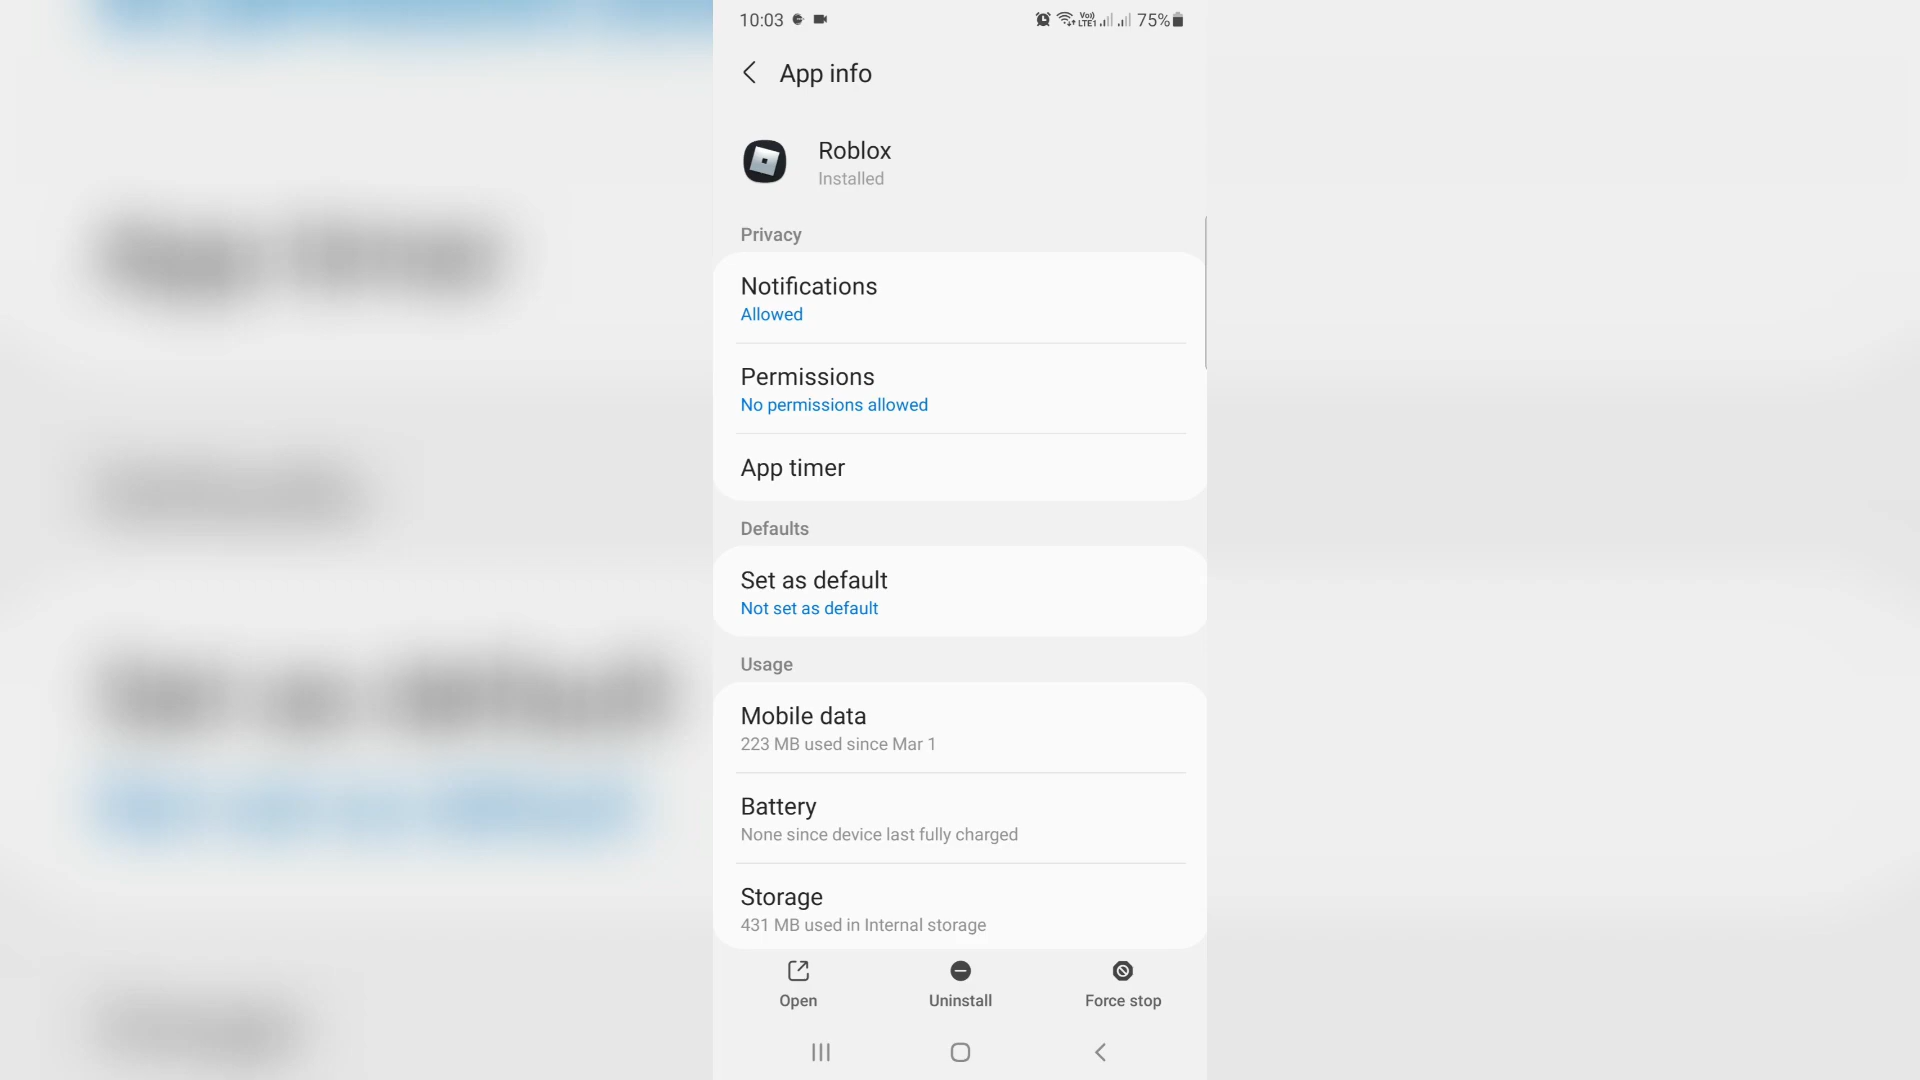 10:03
Vo)) LTE1 75%
App info
Roblox
Installed
Privacy
Notifications
Allowed
Permissions
No permissions allowed
App timer
Defaults
Set as default
Not set as default
Usage
Mobile data
223 MB used since Mar 1
Battery
None since device last fully charged
Storage
431 MB used in Internal storage
Open
Uninstall
Force stop